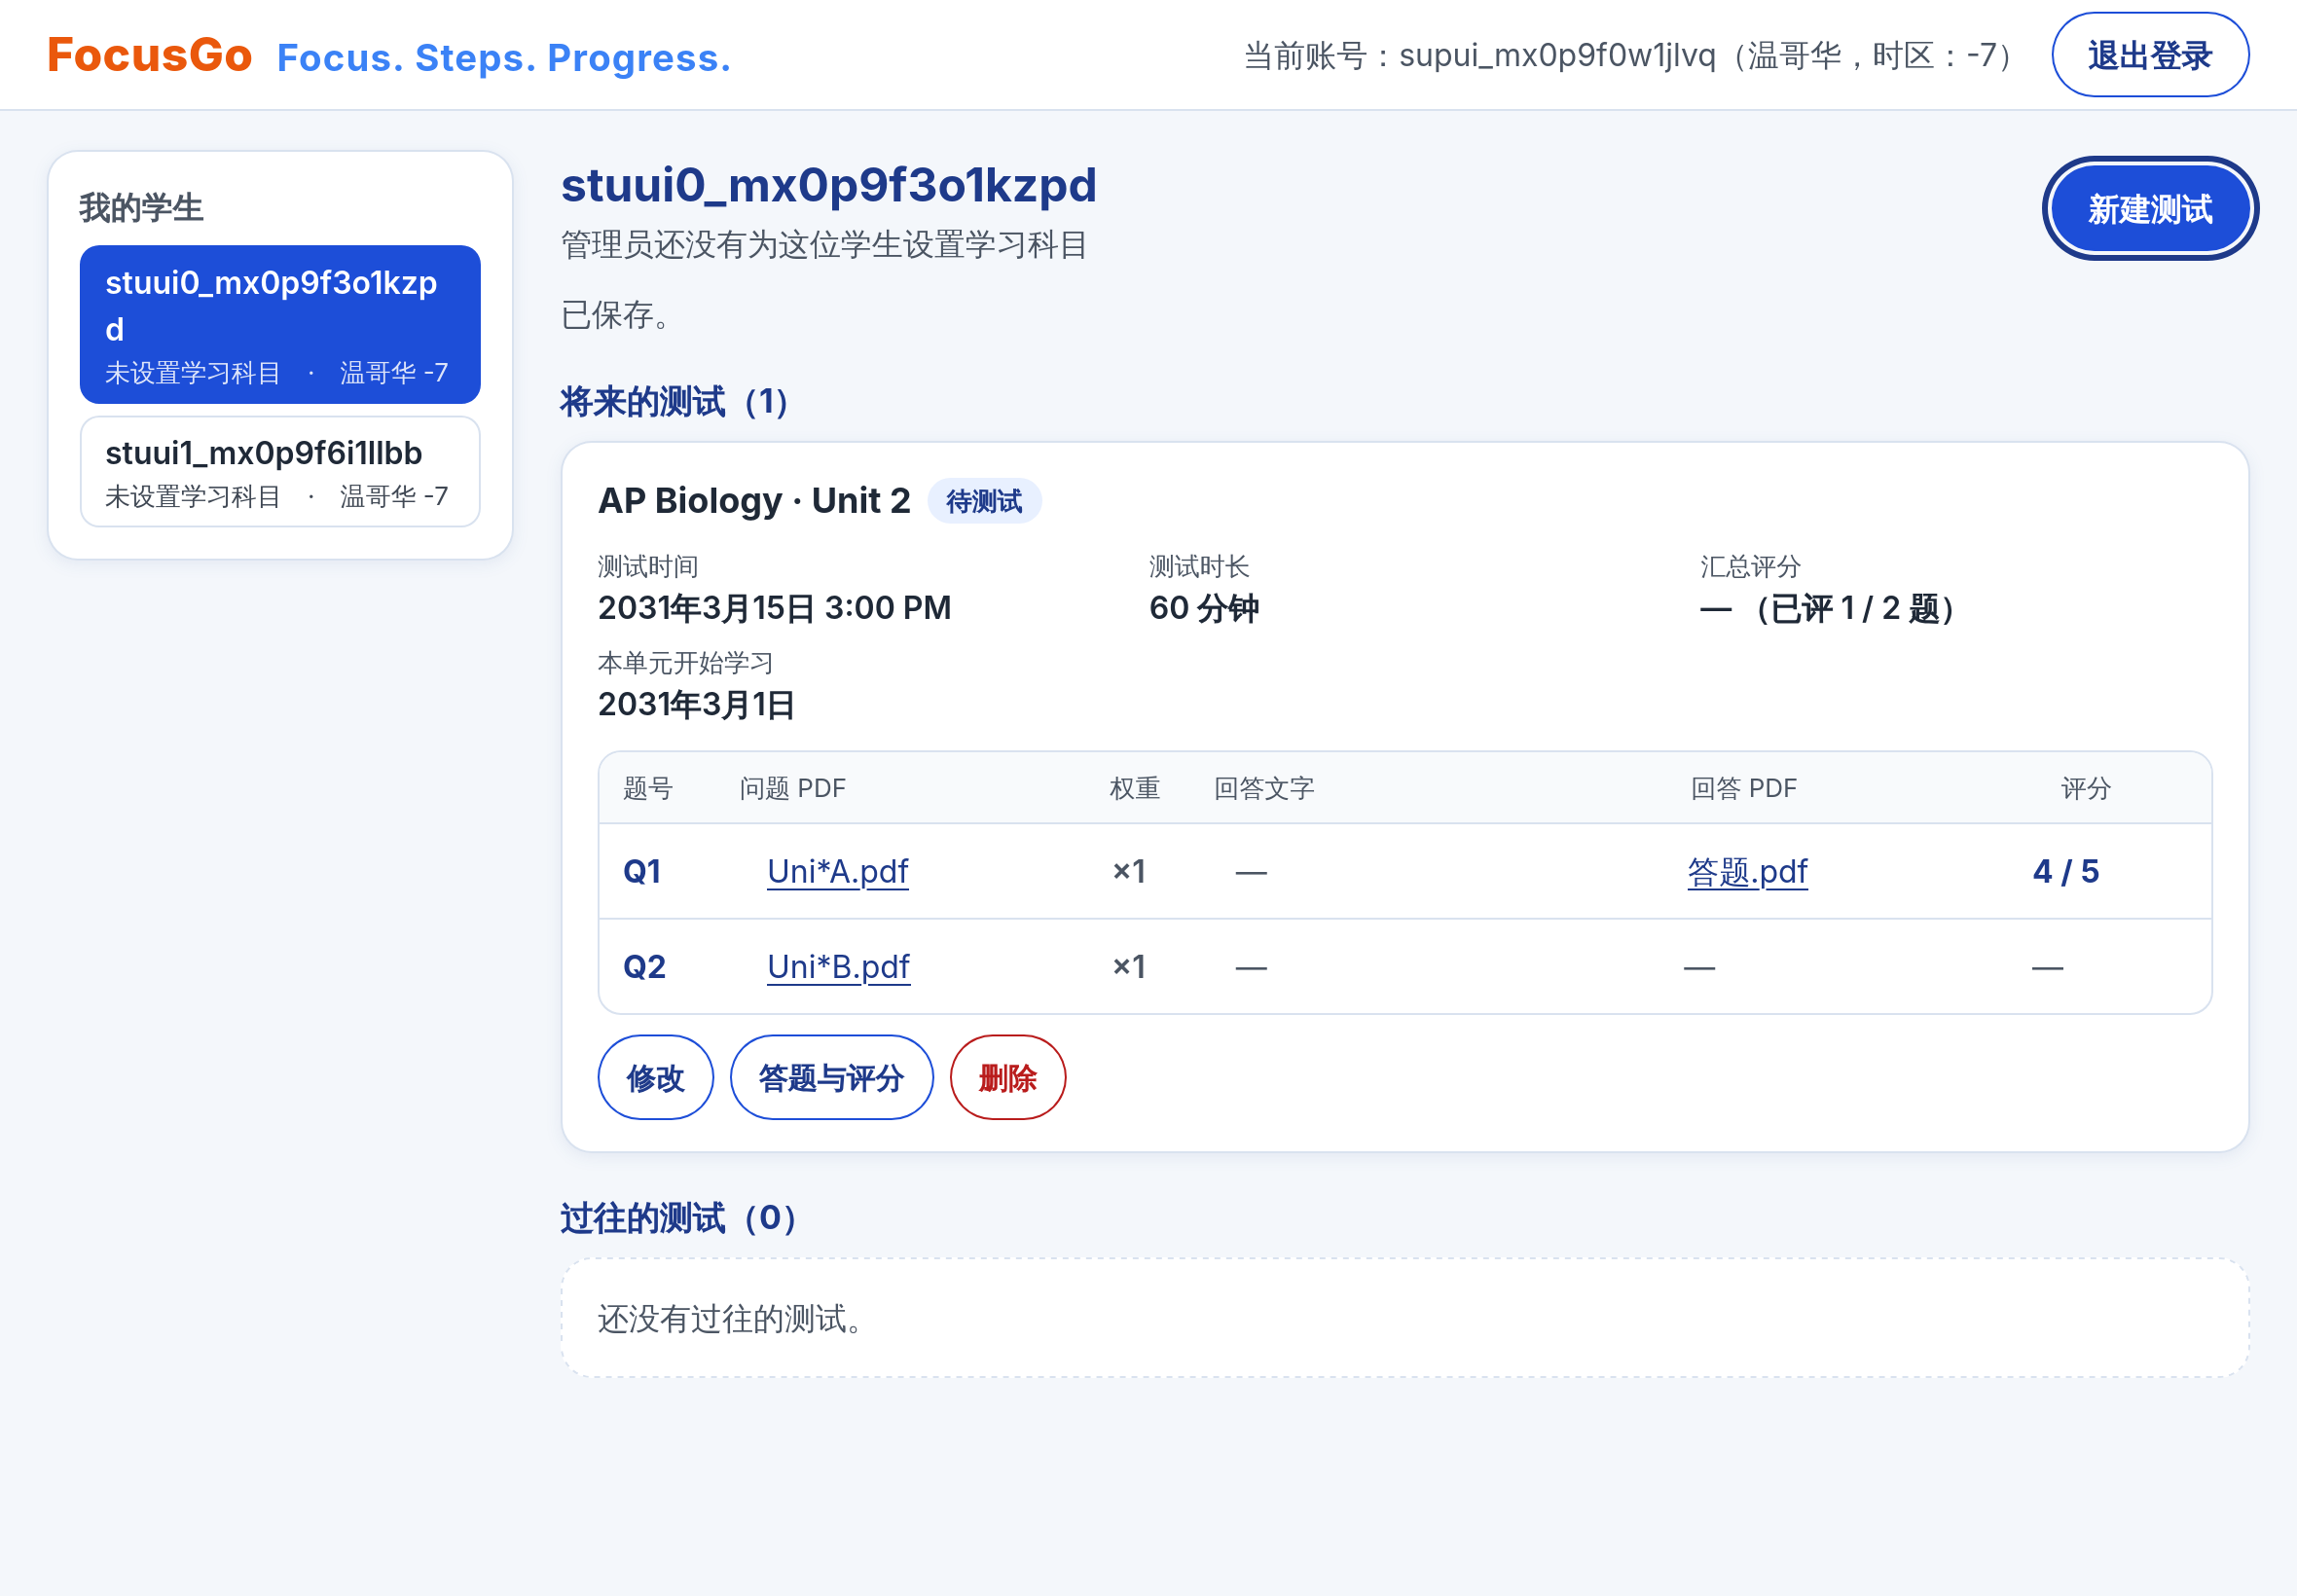 FocusGo Focus. Steps. Progress.
当前账号：supui_mx0p9f0w1jlvq（温哥华，时区：-7）
退出登录
我的学生
stuui0_mx0p9f3o1kzp
d
未设置学习科目 · 温哥华 -7
stuui1_mx0p9f6i1llbb
未设置学习科目 · 温哥华 -7
stuui0_mx0p9f3o1kzpd
新建测试
管理员还没有为这位学生设置学习科目
已保存。
将来的测试（1）
AP Biology · Unit 2 待测试
测试时间 测试时长 汇总评分
2031年3月15日 3:00 PM 60 分钟 — （已评 1 / 2 题）
本单元开始学习
2031年3月1日
题号 问题 PDF 权重 回答文字 回答 PDF 评分
Q1 Uni*A.pdf ×1 — 答题.pdf 4 / 5
Q2 Uni*B.pdf ×1 — — —
修改 答题与评分 删除
过往的测试（0）
还没有过往的测试。